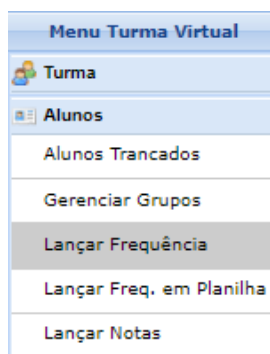 Menu Turma Virtual
Turma
Alunos
Alunos Trancados
Gerenciar Grupos
Lançar Frequência
Lançar Freq. em Planilha
Lançar Notas